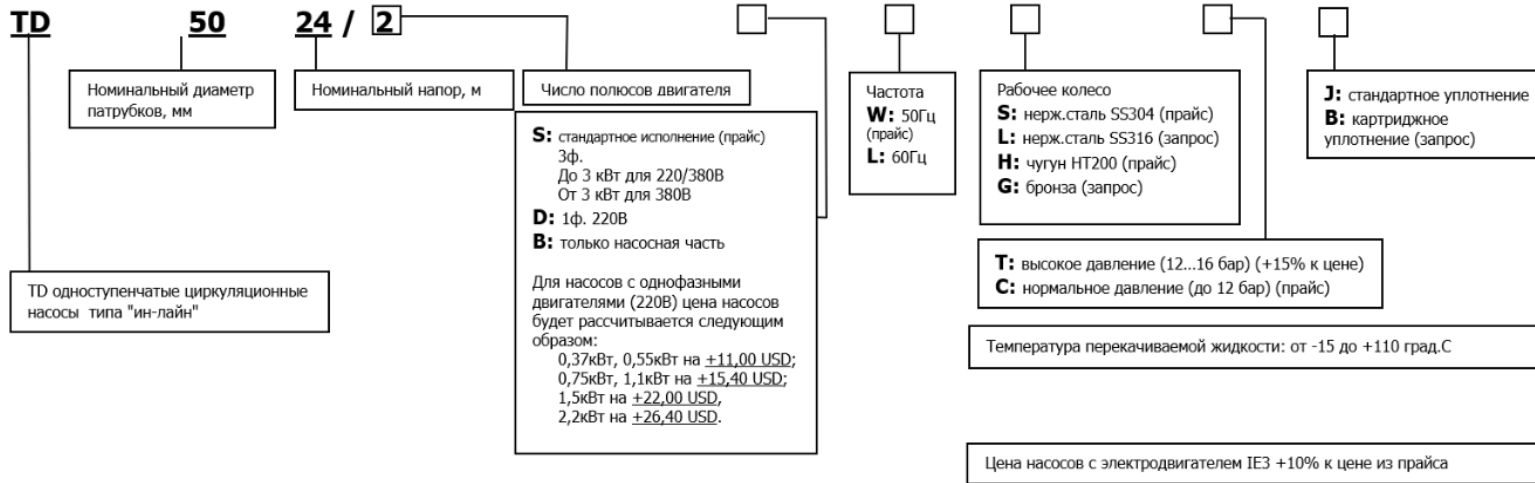 TD 50 24 / 2
Номинальный диаметр
патрубков, мм
Номинальный напор, м
Число полюсов двигателя
S: стандартное исполнение (прайс)
3ф.
До 3 кВт для 220/380В
От 3 кВт для 380В
D: 1ф. 220В
B: только насосная часть
Для насосов с однофазными
двигателями (220В) цена насосов
будет рассчитывается следующим
образом:
0,37кВт, 0,55кВт на +11,00 USD;
0,75кВт, 1,1кВт на +15,40 USD;
1,5кВт на +22,00 USD,
2,2кВт на +26,40 USD.
Частота
W: 50Гц
(прайс)
L: 60Гц
Рабочее колесо
S: нерж.сталь SS304 (прайс)
L: нерж.сталь SS316 (запрос)
H: чугун HT200 (прайс)
G: бронза (запрос)
J: стандартное уплотнение
B: картриджное
уплотнение (запрос)
T: высокое давление (12...16 бар) (+15% к цене)
C: нормальное давление (до 12 бар) (прайс)
TD одноступенчатые циркуляционные
насосы типа "ин-лайн"
Температура перекачиваемой жидкости: от -15 до +110 град.С
Цена насосов с электродвигателем IE3 +10% к цене из прайса